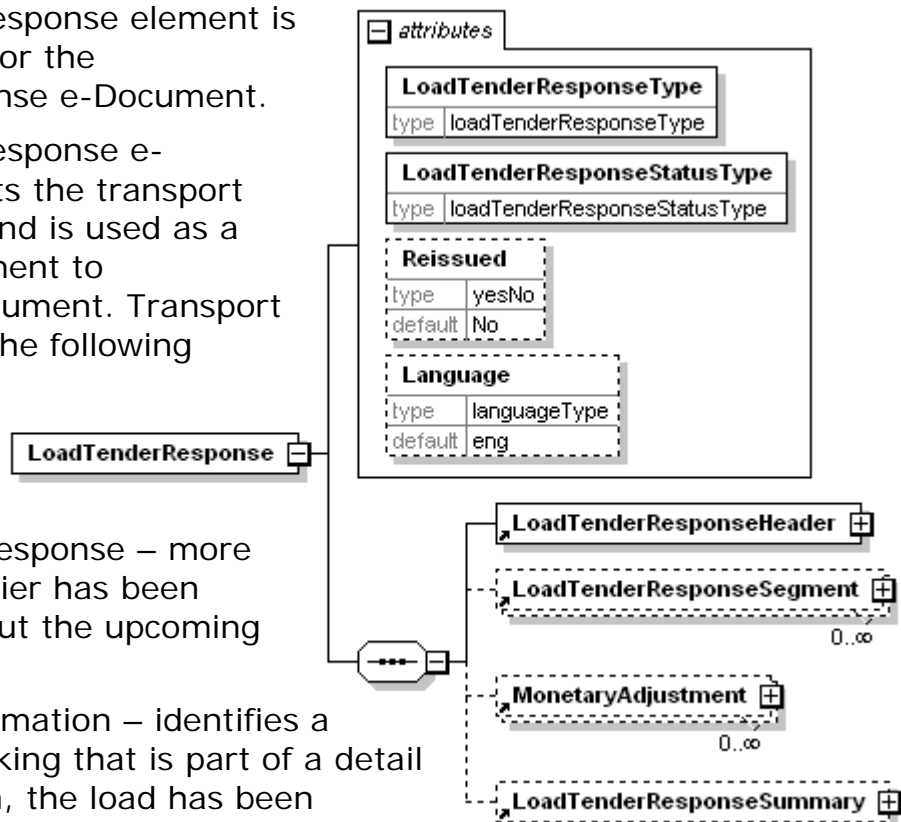 esponse element is
or the
nse e-Document.
esponse e-
ts the transport
nd is used as a
nent to
ument. Transport
he following
esponse – more
ier has been
ut the upcoming
mation – identifies a
king that is part of a detail
, the load has been
attributes
LoadTenderResponseType
type loadTenderResponseType
LoadTenderResponseStatusType
type loadTenderResponseStatusType
Reissued
type yesNo
default No
Language
type languageType
default eng
LoadTenderResponse
LoadTenderResponseHeader
LoadTenderResponseSegment
0..∞
MonetaryAdjustment
0..∞
LoadTenderResponseSummary